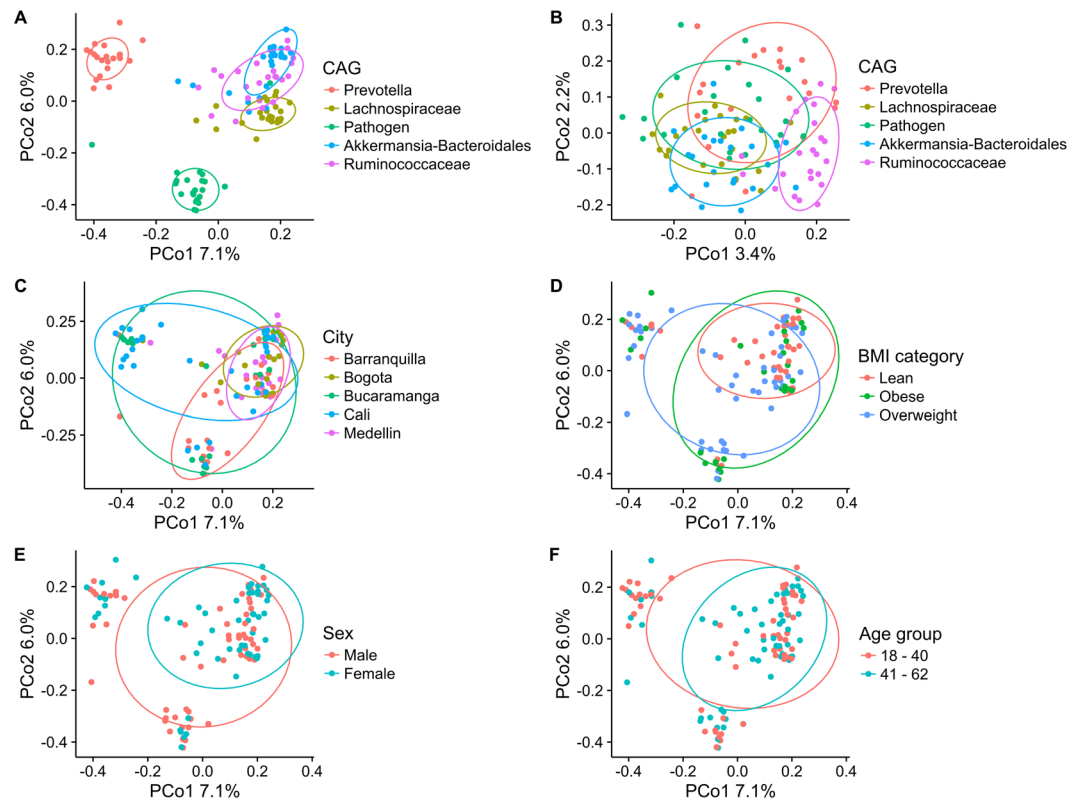 A
PCo2 6.0%
0.2
0.0
-0.2
-0.4
-0.4
-0.2
0.0
0.2
PCo1 7.1%
CAG
Prevotella
Lachnospiraceae
Pathogen
Akkermansia-Bacteroidales
Ruminococcaceae
B
PCo2 2.2%
0.3
0.2
0.1
0.0
-0.1
-0.2
-0.2
0.0
0.2
PCo1 3.4%
CAG
Prevotella
Lachnospiraceae
Pathogen
Akkermansia-Bacteroidales
Ruminococcaceae
C
PCo2 6.0%
0.25
0.00
-0.25
-0.4
-0.2
0.0
0.2
PCo1 7.1%
City
Barranquilla
Bogota
Bucaramanga
Cali
Medellin
D
PCo2 6.0%
0.2
0.0
-0.2
-0.4
-0.4
-0.2
0.0
0.2
0.4
PCo1 7.1%
BMI category
Lean
Obese
Overweight
E
PCo2 6.0%
0.2
0.0
-0.2
-0.4
-0.4
-0.2
0.0
0.2
0.4
PCo1 7.1%
Sex
Male
Female
F
PCo2 6.0%
0.2
0.0
-0.2
-0.4
-0.4
-0.2
0.0
0.2
0.4
PCo1 7.1%
Age group
18 - 40
41 - 62